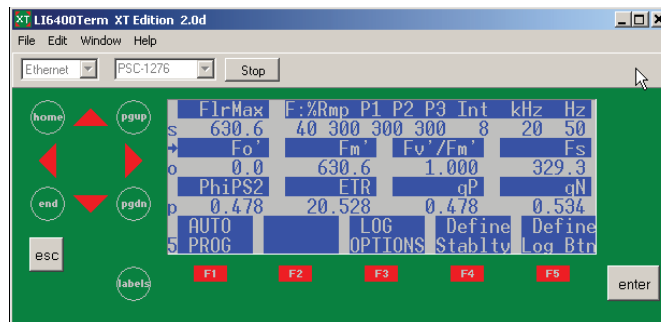 XT LI6400Term XT Edition 2.0d
File Edit Window Help
Ethernet PSC-1276 Stop
home pgup
end pgdn
esc
labels
FlrMax F:%Rmp P1 P2 P3 Int kHz Hz
s 630.6 40 300 300 300 8 20 50
Fo' Fm' Fv'/Fm' Fs
o 0.0 630.6 1.000 329.3
PhiPS2 ETR qP qN
p 0.478 20.528 0.478 0.534
AUTO LOG Define Define
5 PROG OPTIONS Stablty Log Btn
F1 F2 F3 F4 F5
enter